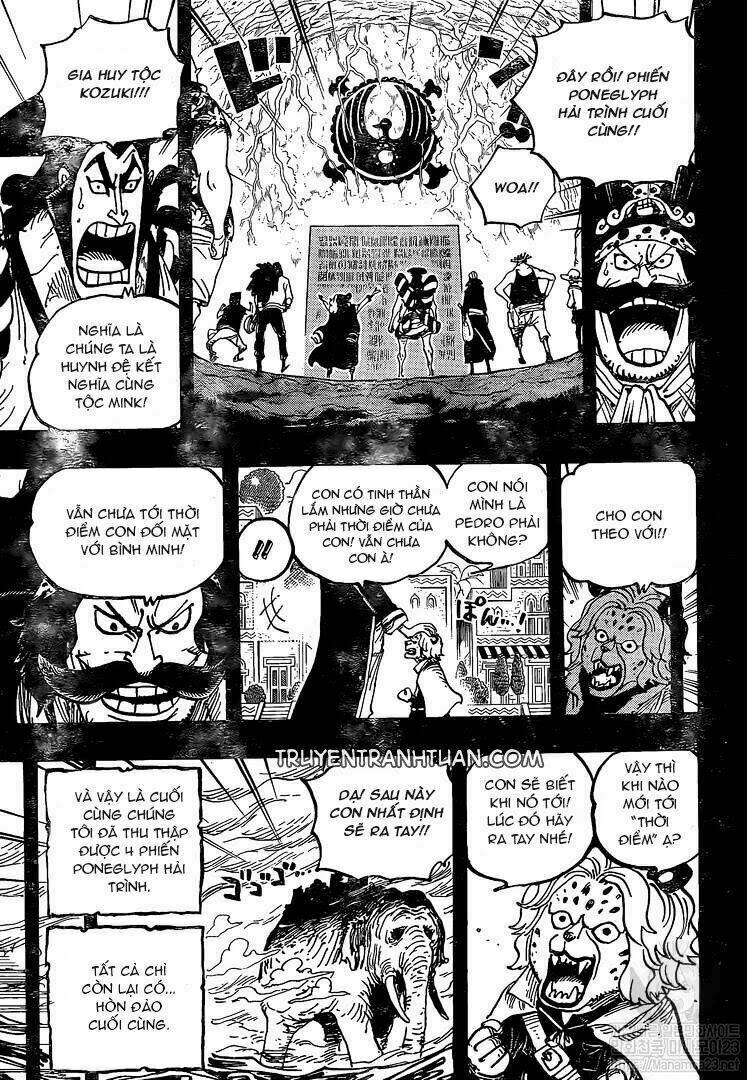 ĐÂY RỒI! PHIẾN
PONEGLYPH
HẢI TRÌNH CUỐI
CÙNG!!
WOA!!
GIA HUY TỘC
KOZUKI!!!
NGHĨA LÀ
CHÚNG TA LÀ
HUYNH ĐỆ KẾT
NGHĨA CÙNG
TỘC MINK!
CHO CON
THEO VỚI!!
CON NÓI
MÌNH LÀ
PEDRO PHẢI
KHÔNG?
CON CÓ TINH THẦN
LẮM NHƯNG GIỜ CHƯA
PHẢI THỜI ĐIỂM CỦA
CON! VẪN CHƯA
CON À!
ぽん…!
!!
VẪN CHƯA TỚI THỜI
ĐIỂM CON ĐỐI MẶT
VỚI BÌNH MINH!
TRUYENTRANHTUAN.COM
VẬY THÌ
KHI NÀO
MỚI TỚI
"THỜI
ĐIỂM" Ạ?
CON SẼ BIẾT
KHI NÓ TỚI!
LÚC ĐÓ HÃY
RA TAY NHÉ!
DẠ! SAU NÀY
CON NHẤT ĐỊNH
SẼ RA TAY!!
VÀ VẬY LÀ CUỐI
CÙNG CHÚNG
TÔI ĐÃ THU THẬP
ĐƯỢC 4 PHIẾN
PONEGLYPH HẢI
TRÌNH.
TẤT CẢ CHỈ
CÒN LẠI CÓ...
HÒN ĐẢO
CUỐI CÙNG.